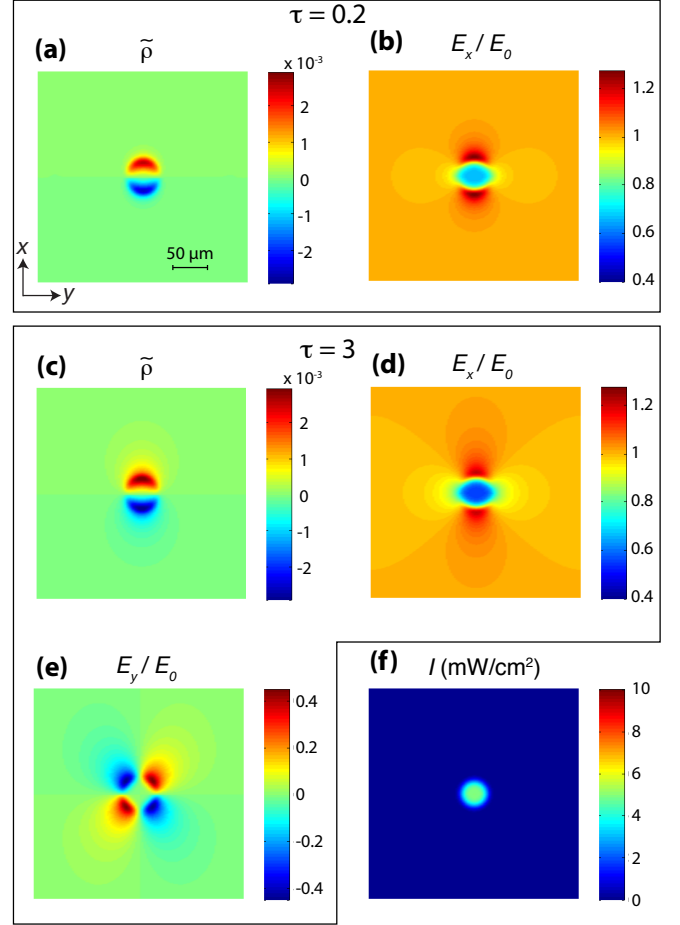 τ = 0.2
(a) ρ̃
x 10⁻³
2
1
0
-1
-2
50 μm
x
y
(b) Eₓ / E₀
1.2
1
0.8
0.6
0.4
τ = 3
(c) ρ̃
x 10⁻³
2
1
0
-1
-2
(d) Eₓ / E₀
1.2
1
0.8
0.6
0.4
(e) E_y / E₀
0.4
0.2
0
-0.2
-0.4
(f) I (mW/cm²)
10
8
6
4
2
0